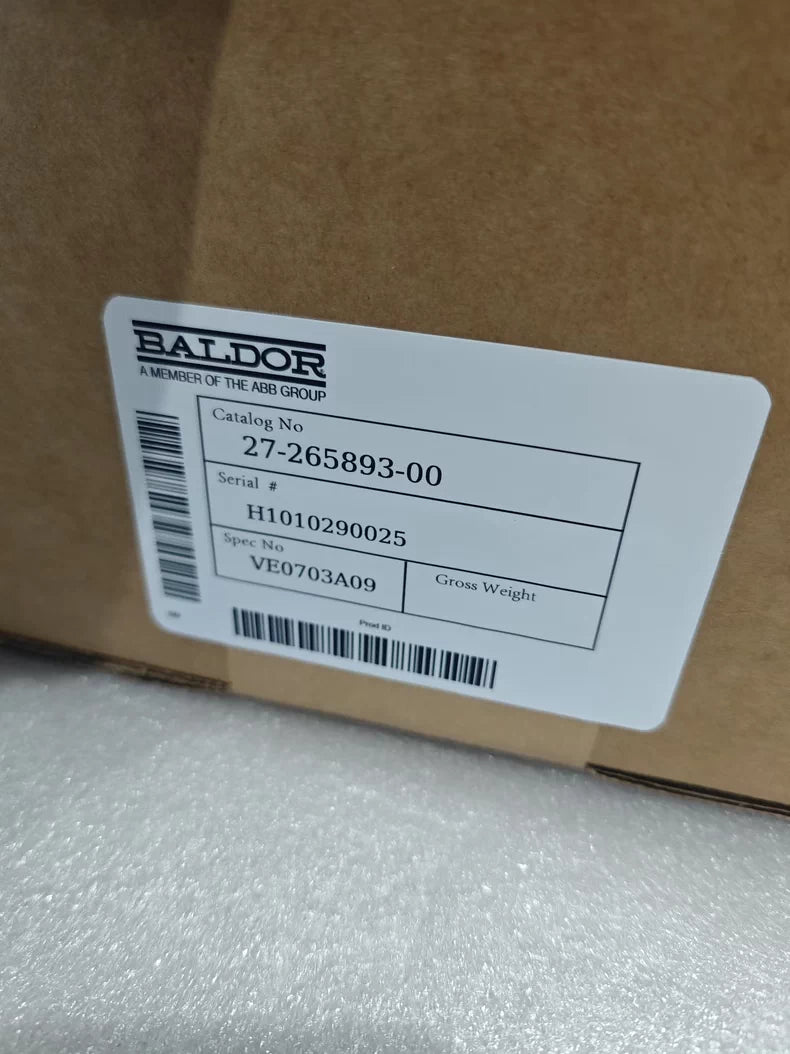 BALDOR
A MEMBER OF THE ABB GROUP
Catalog No
27-265893-00
Serial #
H1010290025
Spec No
VE0703A09
Gross Weight
Prod ID